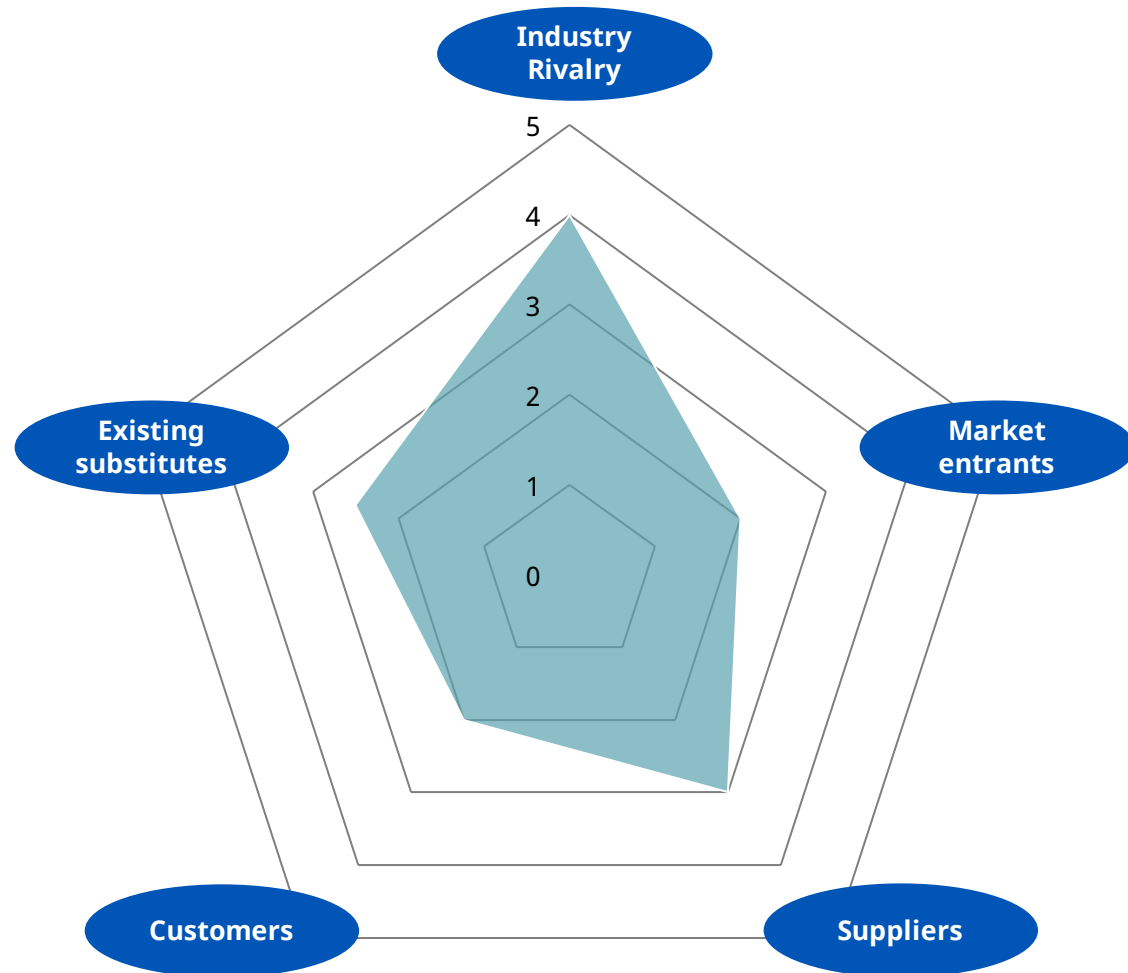 Industry
Rivalry
5
4
3
2
1
0
Existing
substitutes
Market
entrants
Customers
Suppliers